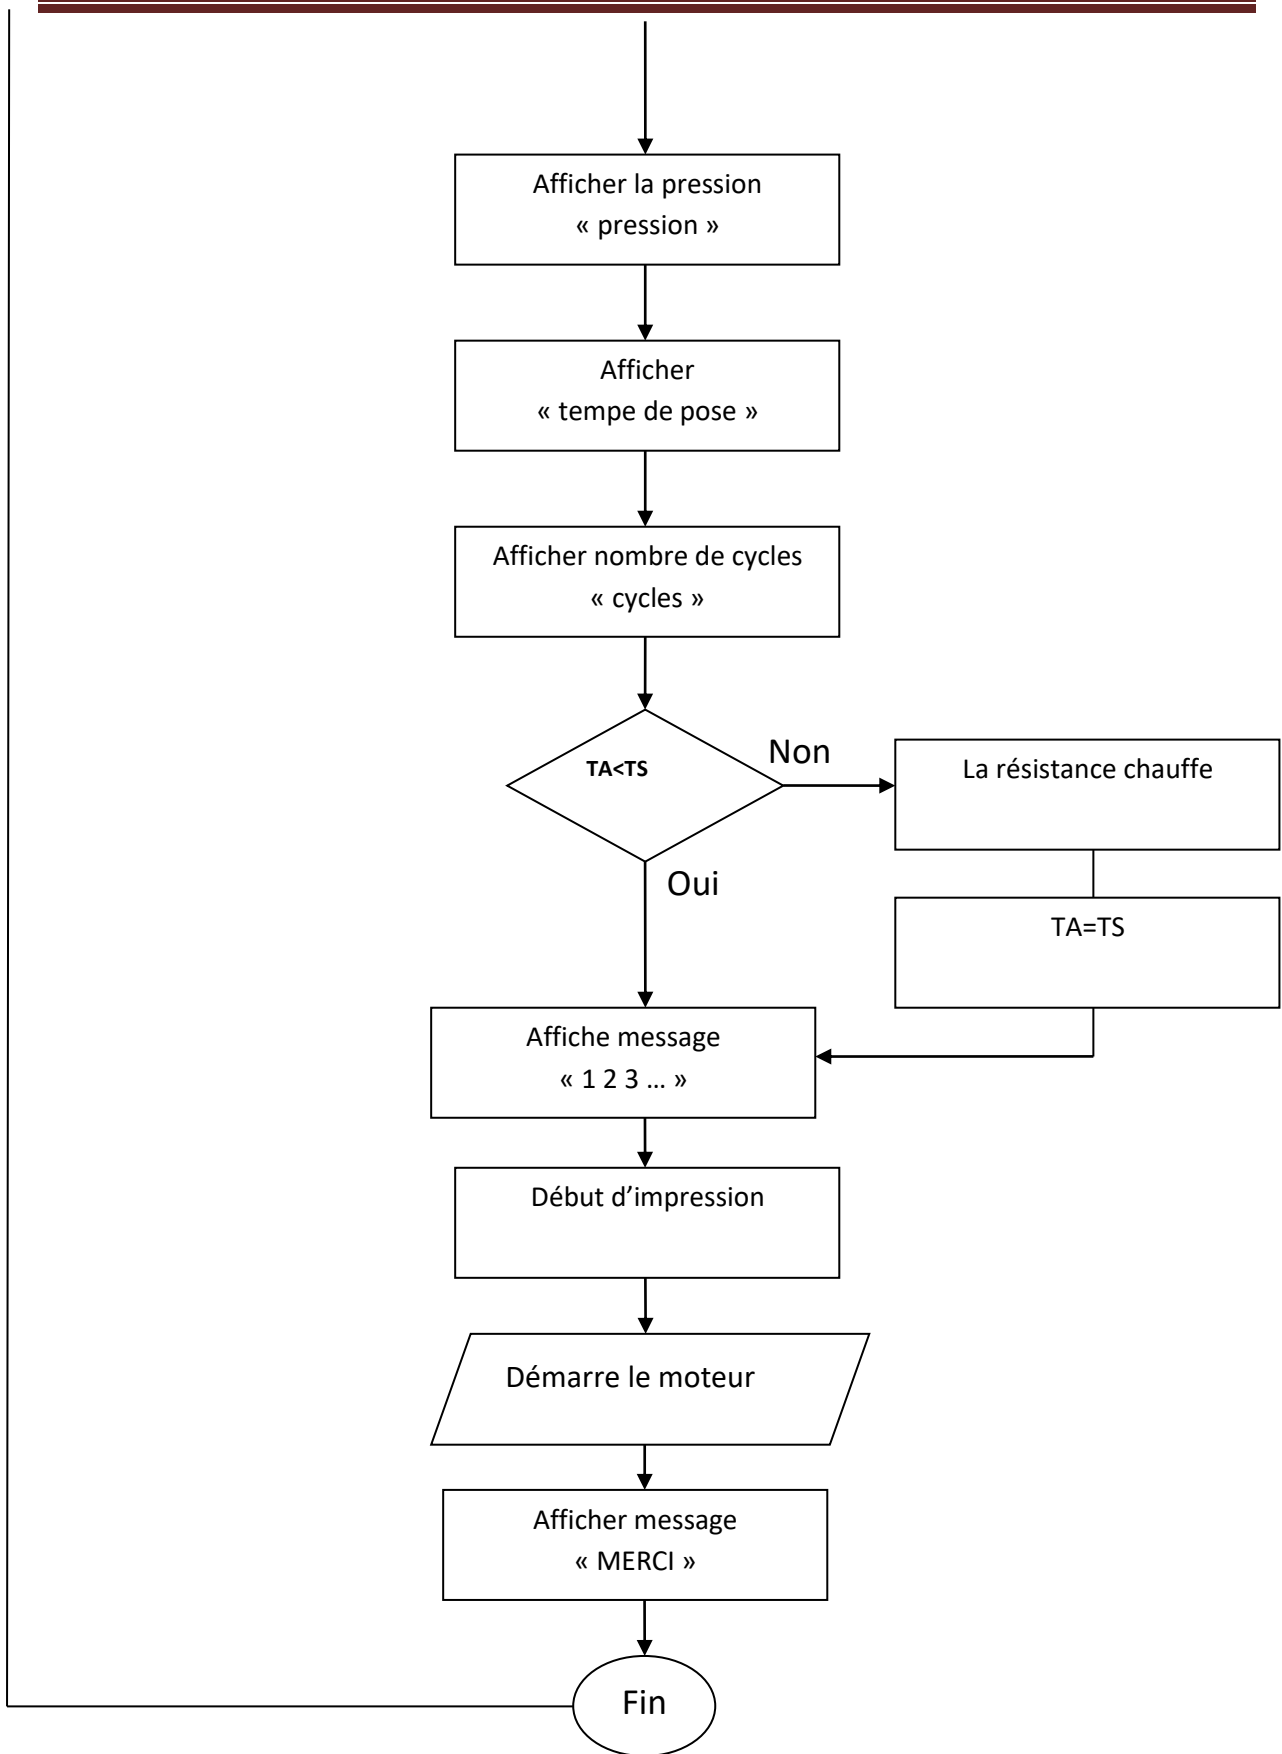 Afficher la pression
« pression »
Afficher
« tempe de pose »
Afficher nombre de cycles
« cycles »
TA<TS
Non
La résistance chauffe
Oui
TA=TS
Affiche message
« 1 2 3 … »
Début d’impression
Démarre le moteur
Afficher message
« MERCI »
Fin